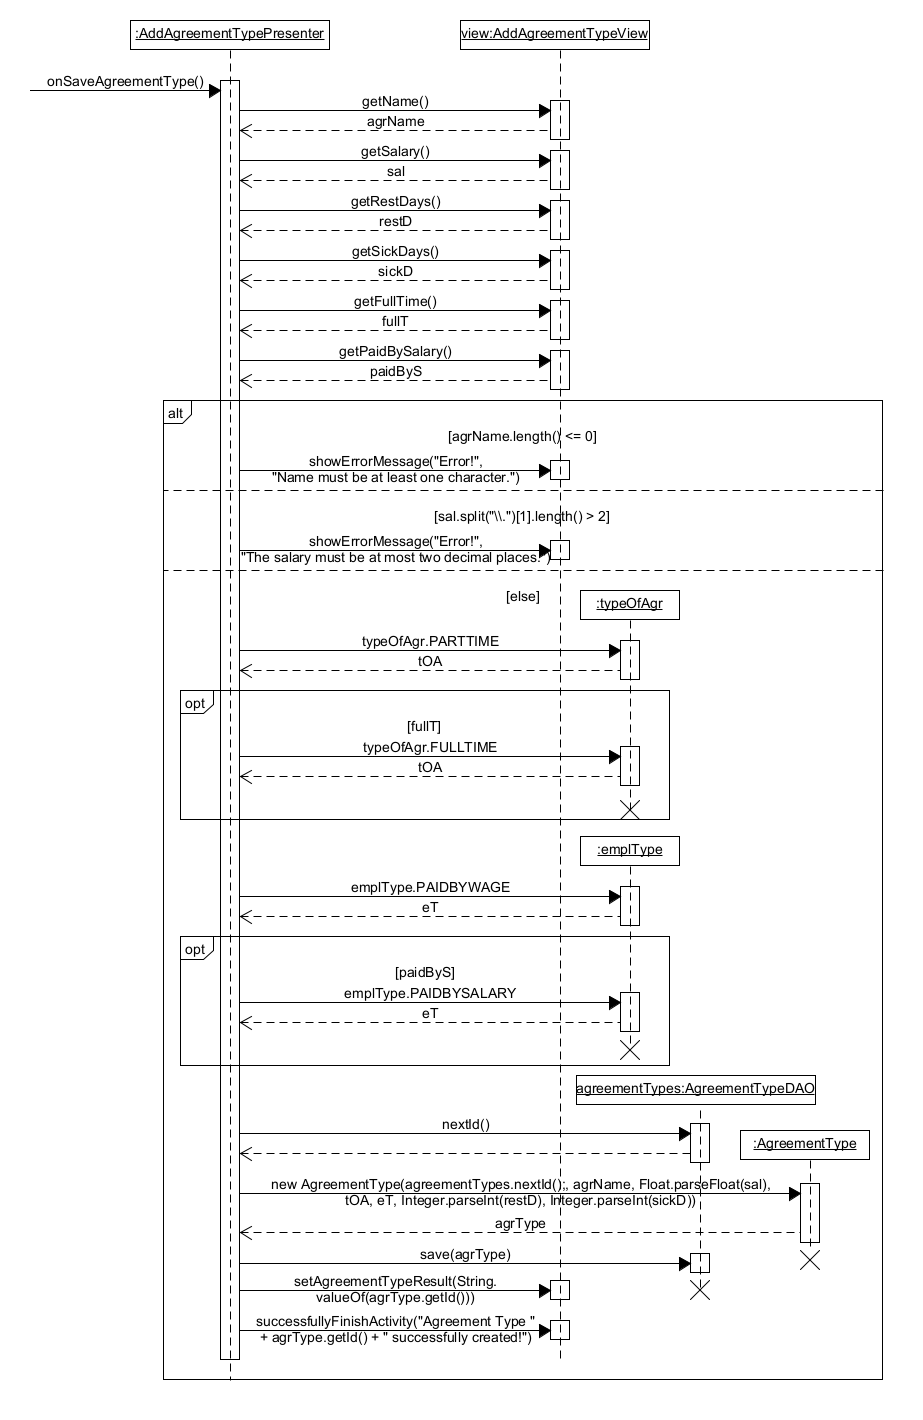 :AddAgreementTypePresenter
view:AddAgreementTypeView
onSaveAgreementType()
getName()
agrName
getSalary()
sal
getRestDays()
restD
getSickDays()
sickD
getFullTime()
fullT
getPaidBySalary()
paidByS
alt
[agrName.length() <= 0]
showErrorMessage("Error!",
"Name must be at least one character.")
[sal.split("\\.")[1].length() > 2]
showErrorMessage("Error!",
"The salary must be at most two decimal places.")
[else]
:typeOfAgr
typeOfAgr.PARTTIME
tOA
opt
[fullT]
typeOfAgr.FULLTIME
tOA
:emplType
emplType.PAIDBYWAGE
eT
opt
[paidByS]
emplType.PAIDBYSALARY
eT
agreementTypes:AgreementTypeDAO
nextId()
:AgreementType
new AgreementType(agreementTypes.nextId();, agrName, Float.parseFloat(sal),
tOA, eT, Integer.parseInt(restD), Integer.parseInt(sickD))
agrType
save(agrType)
setAgreementTypeResult(String.
valueOf(agrType.getId()))
successfullyFinishActivity("Agreement Type "
+ agrType.getId() + " successfully created!")